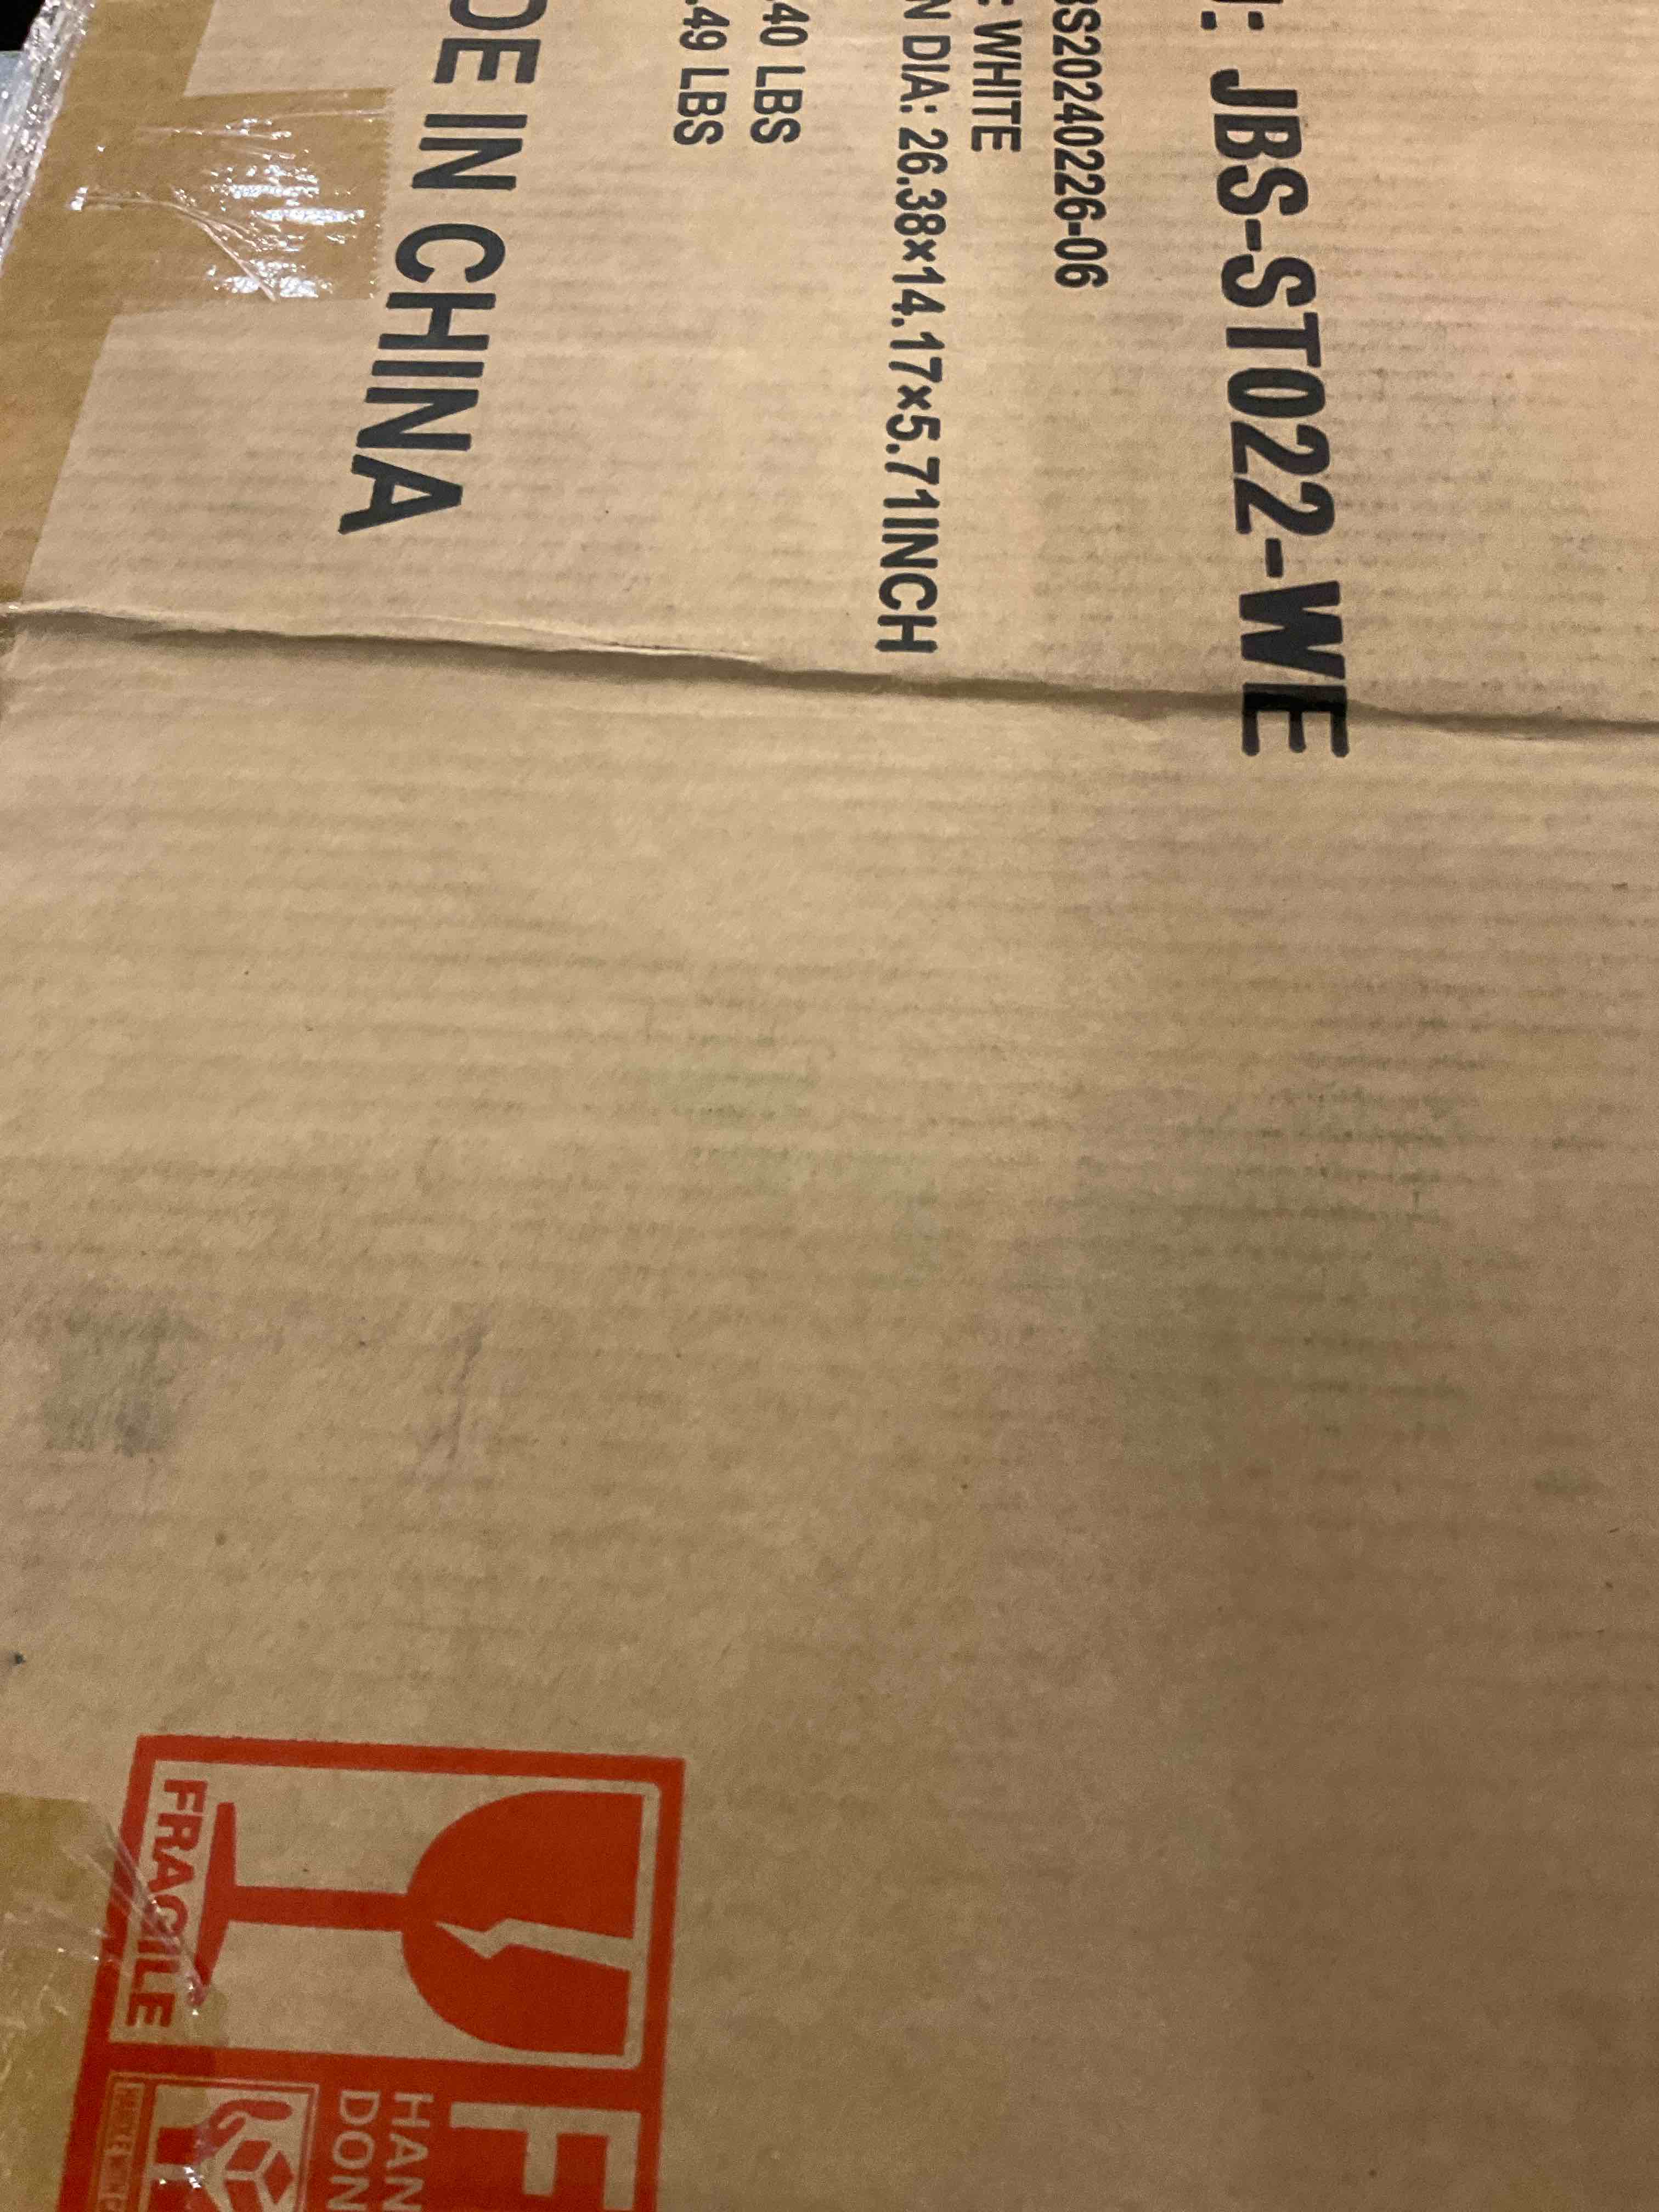 : JBS-ST022-WE
S20240226-06
: WHITE
N DIA: 26.38×14.17×5.71INCH
.40 LBS
.49 LBS
DE IN CHINA
FRAGILE
F
HAN
DON